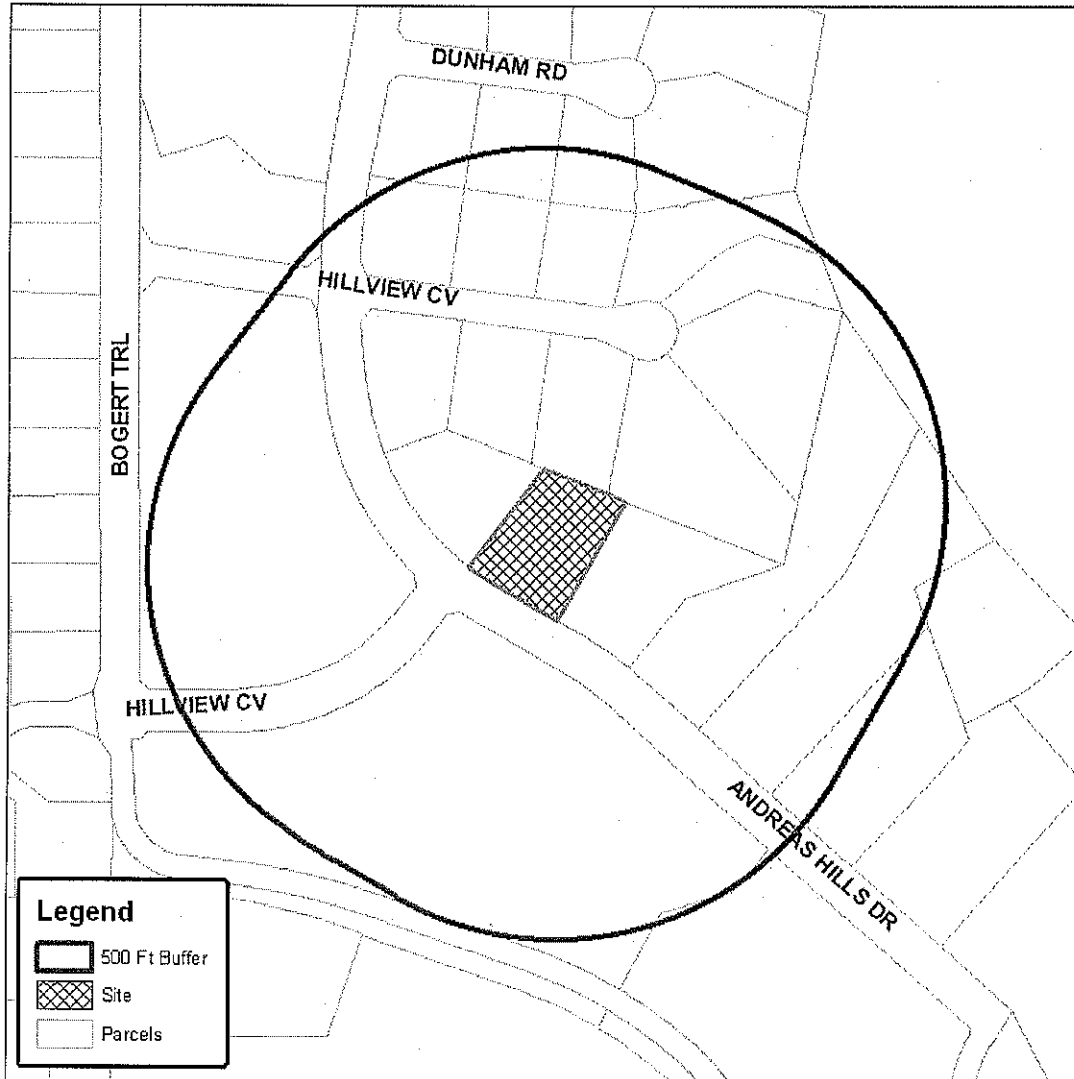 DUNHAM RD
HILLVIEW CV
BOGERT TRL
HILLVIEW CV
ANDREAS HILLS DR
Legend
500 Ft Buffer
Site
Parcels